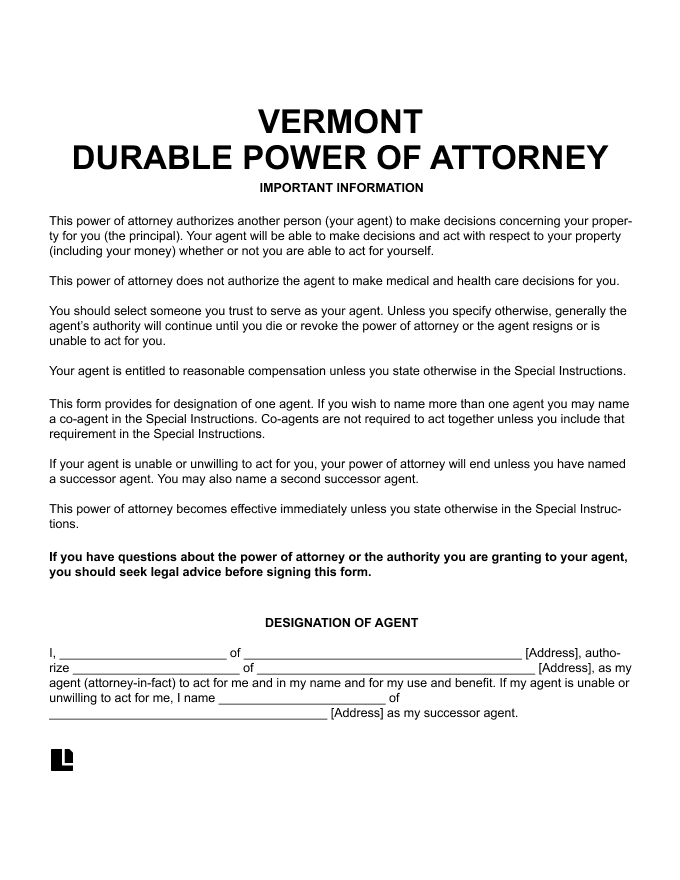 VERMONT
DURABLE POWER OF ATTORNEY
IMPORTANT INFORMATION
This power of attorney authorizes another person (your agent) to make decisions concerning your proper-
ty for you (the principal). Your agent will be able to make decisions and act with respect to your property
(including your money) whether or not you are able to act for yourself.
This power of attorney does not authorize the agent to make medical and health care decisions for you.
You should select someone you trust to serve as your agent. Unless you specify otherwise, generally the
agent’s authority will continue until you die or revoke the power of attorney or the agent resigns or is
unable to act for you.
Your agent is entitled to reasonable compensation unless you state otherwise in the Special Instructions.
This form provides for designation of one agent. If you wish to name more than one agent you may name
a co-agent in the Special Instructions. Co-agents are not required to act together unless you include that
requirement in the Special Instructions.
If your agent is unable or unwilling to act for you, your power of attorney will end unless you have named
a successor agent. You may also name a second successor agent.
This power of attorney becomes effective immediately unless you state otherwise in the Special Instruc-
tions.
If you have questions about the power of attorney or the authority you are granting to your agent,
you should seek legal advice before signing this form.
DESIGNATION OF AGENT
I, ________________________ of ________________________________________ [Address], autho-
rize ________________________ of ________________________________________ [Address], as my
agent (attorney-in-fact) to act for me and in my name and for my use and benefit. If my agent is unable or
unwilling to act for me, I name ________________________ of
________________________________________ [Address] as my successor agent.